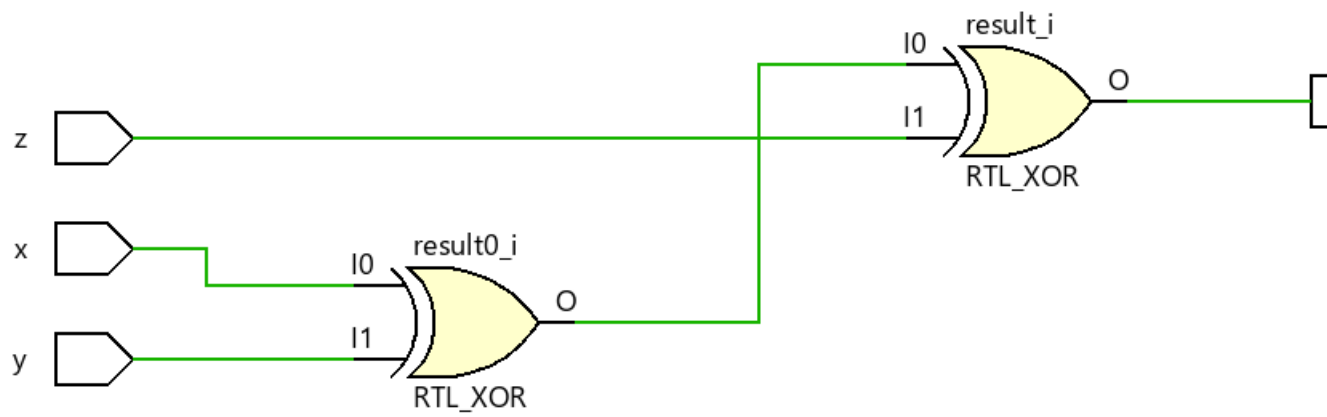 result_i
I0
O
I1
z
RTL_XOR
x
result0_i
I0
O
I1
y
RTL_XOR